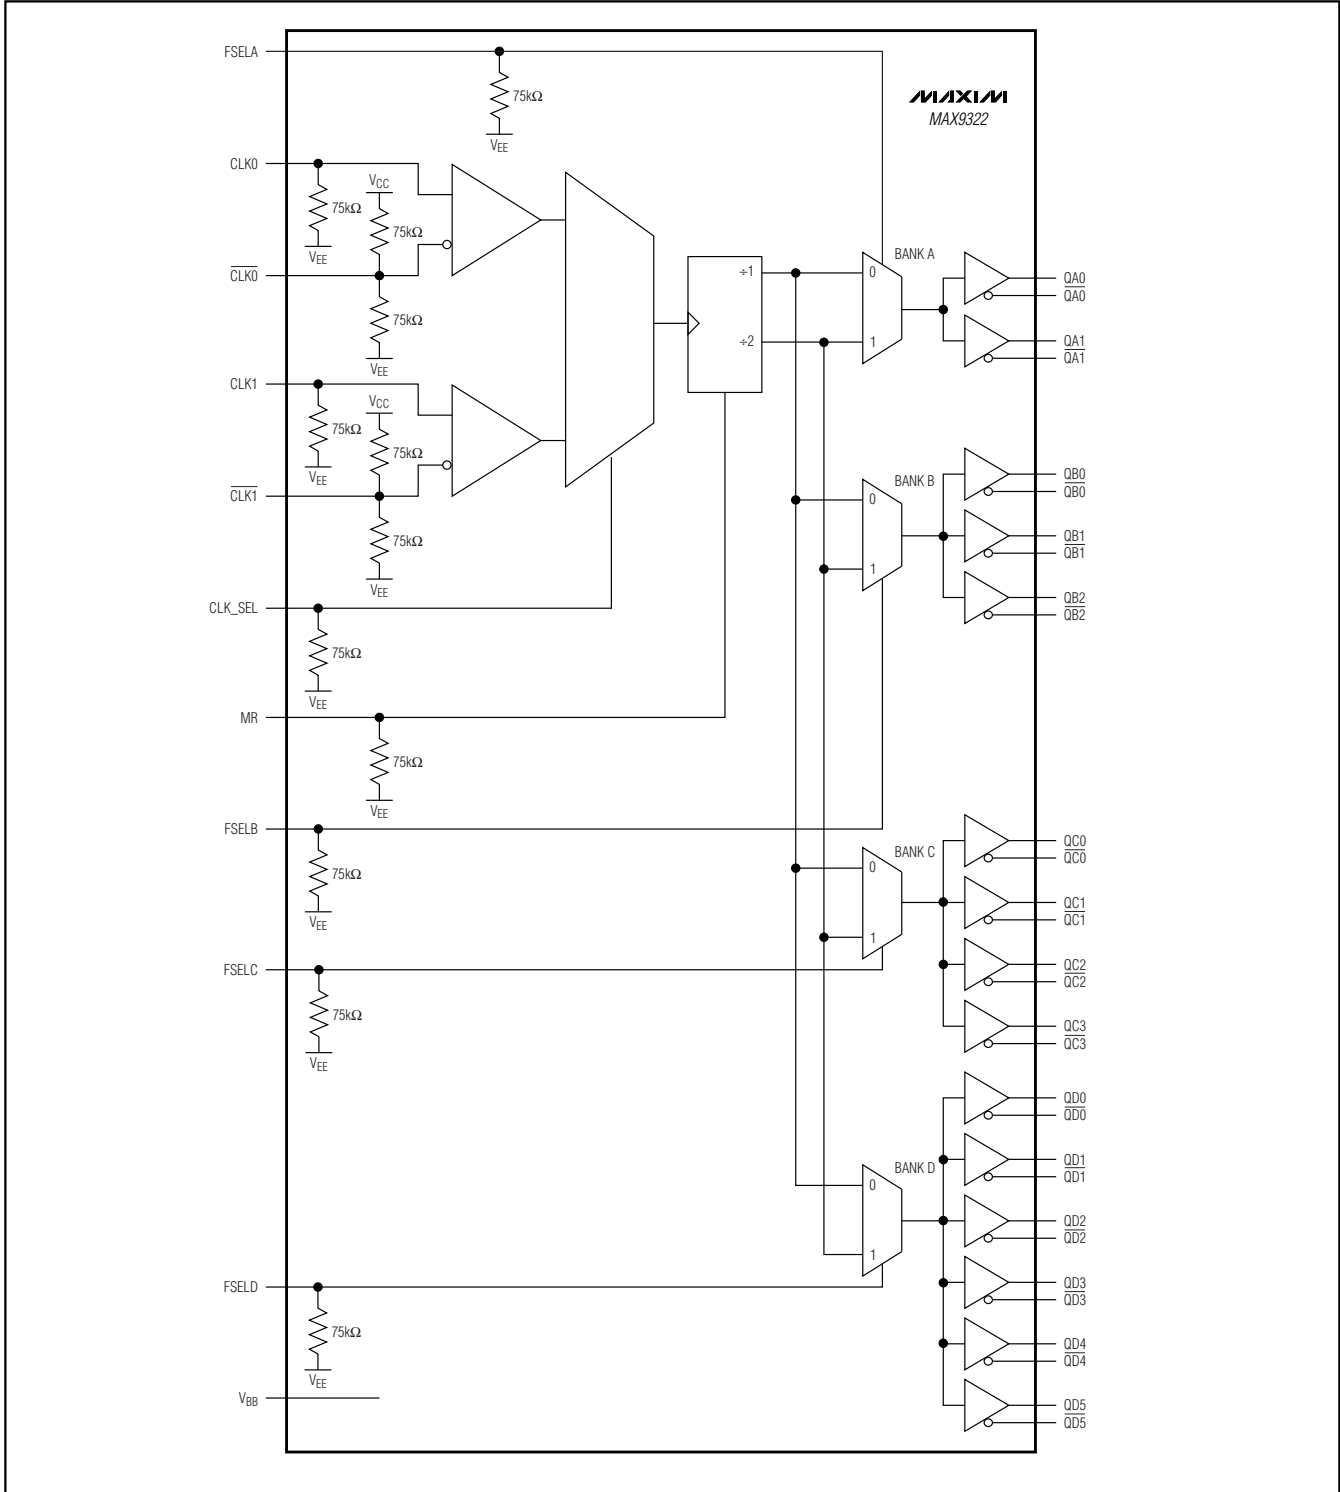 FSELA
75kΩ
VEE
MAXIM
MAX9322
CLK0
VCC
75kΩ
75kΩ
VEE
CLK0
75kΩ
VEE
÷1
÷2
BANK A
0
1
QA0
QA0
QA1
QA1
CLK1
VCC
75kΩ
75kΩ
VEE
CLK1
75kΩ
VEE
BANK B
0
1
QB0
QB0
QB1
QB1
QB2
QB2
CLK_SEL
75kΩ
VEE
MR
75kΩ
VEE
FSELB
75kΩ
VEE
BANK C
0
1
QC0
QC0
QC1
QC1
QC2
QC2
QC3
QC3
FSELC
75kΩ
VEE
BANK D
0
1
QD0
QD0
QD1
QD1
QD2
QD2
QD3
QD3
QD4
QD4
QD5
QD5
FSELD
75kΩ
VEE
VBB